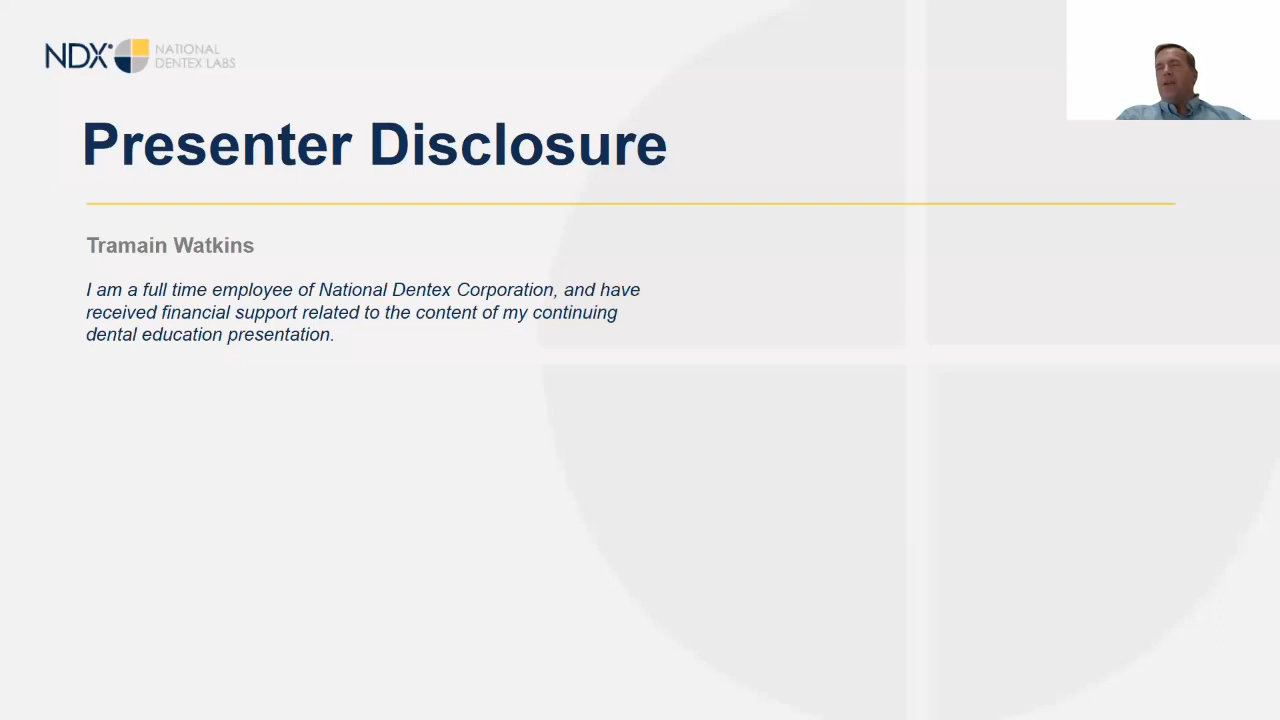 NDX NATIONAL
DENTEX LABS
Presenter Disclosure
Tramain Watkins
I am a full time employee of National Dentex Corporation, and have
received financial support related to the content of my continuing
dental education presentation.